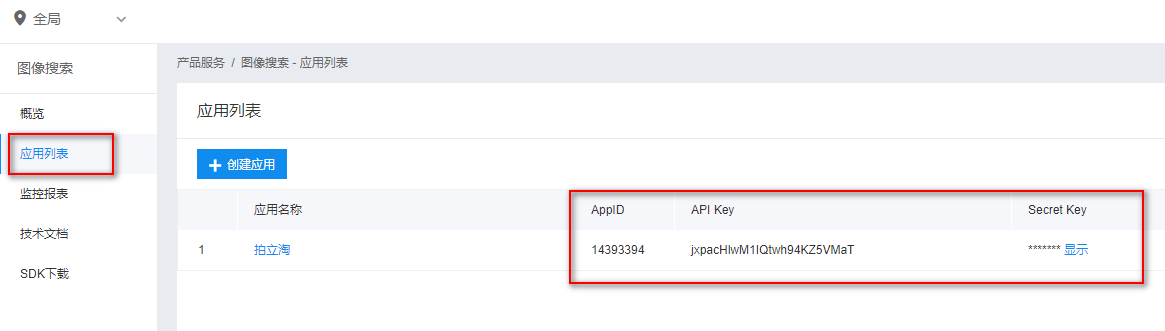 全局
图像搜索
概览
应用列表
监控报表
技术文档
SDK下载
产品服务 / 图像搜索 - 应用列表
应用列表
创建应用
应用名称 AppID API Key Secret Key
1 拍立淘 14393394 jxpacHlwM1IQtwh94KZ5VMaT ******* 显示